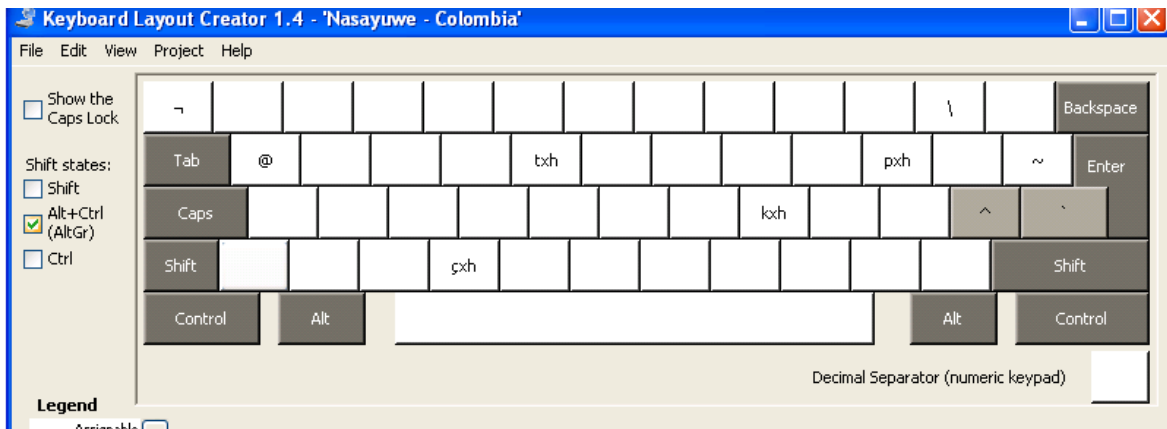 Keyboard Layout Creator 1.4 - 'Nasayuwe - Colombia'
File Edit View Project Help
Show the
Caps Lock
¬ \ Backspace
Shift states:
Shift
Alt+Ctrl
(AltGr)
Ctrl
Tab @ txh pxh ~ Enter
Caps kxh ^ `
Shift çxh Shift
Control Alt Alt Control
Decimal Separator (numeric keypad)
Legend
Assignable